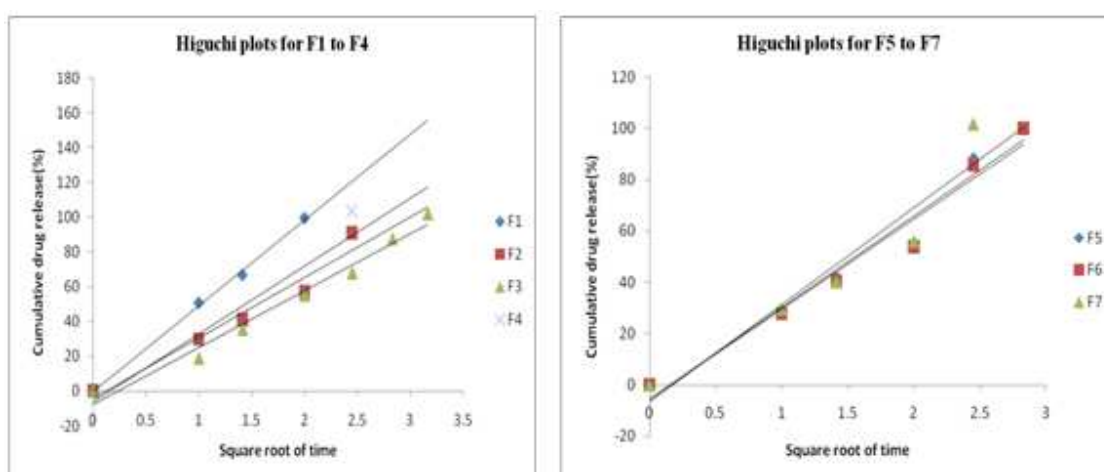 Higuchi plots for F1 to F4
Cumulative drug release(%)
180
160
140
120
100
80
60
40
20
0
-20
0
0.5
1
1.5
2
2.5
3
3.5
Square root of time
F1
F2
F3
F4
Higuchi plots for F5 to F7
Cumulative drug release(%)
120
100
80
60
40
20
0
-20
0
0.5
1
1.5
2
2.5
3
Square root of time
F5
F6
F7